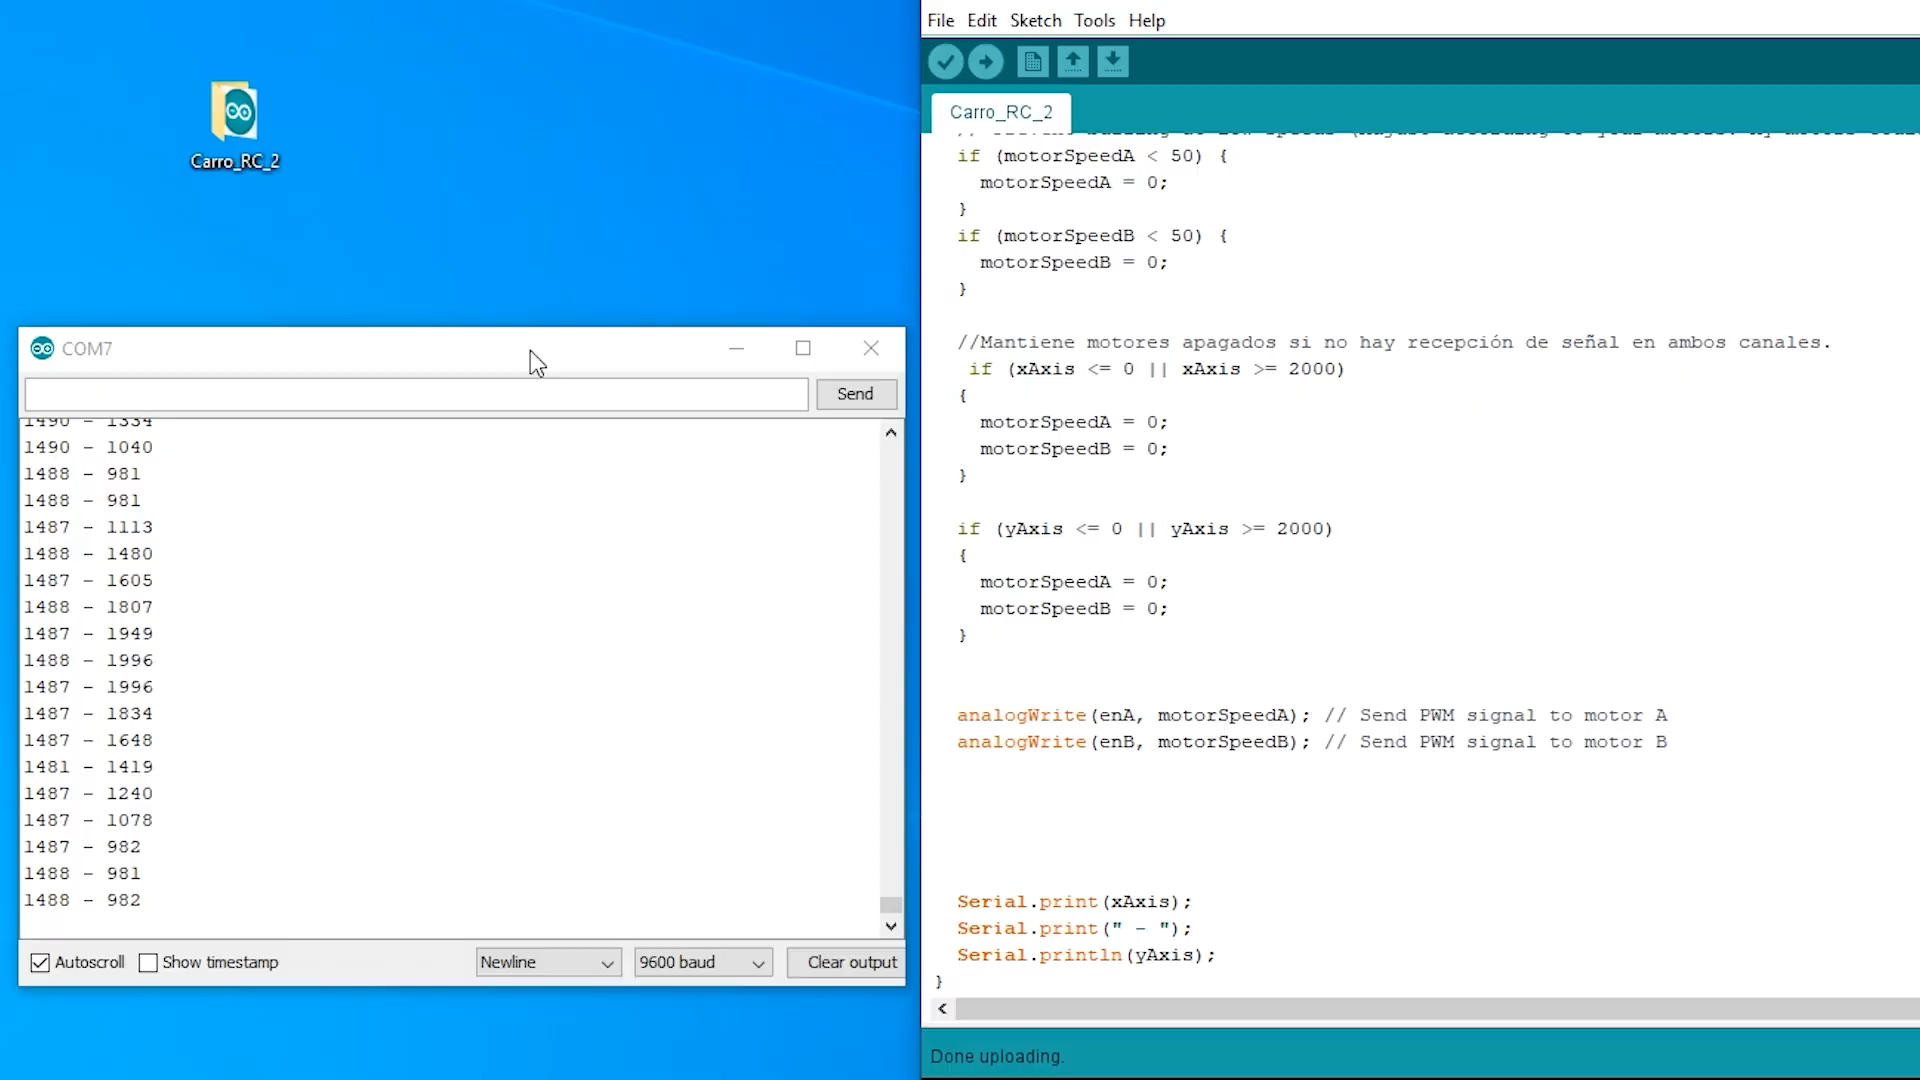 Carro_RC_2
COM7
Send
1490 - 1334
1490 - 1040
1488 - 981
1488 - 981
1487 - 1113
1488 - 1480
1487 - 1605
1488 - 1807
1487 - 1949
1488 - 1996
1487 - 1996
1487 - 1834
1487 - 1648
1481 - 1419
1487 - 1240
1487 - 1078
1487 - 982
1488 - 981
1488 - 982
Autoscroll Show timestamp Newline 9600 baud Clear output
File Edit Sketch Tools Help
Carro_RC_2
if (motorSpeedA < 50) {
motorSpeedA = 0;
}
if (motorSpeedB < 50) {
motorSpeedB = 0;
}
//Mantiene motores apagados si no hay recepción de señal en ambos canales.
if (xAxis <= 0 || xAxis >= 2000)
{
motorSpeedA = 0;
motorSpeedB = 0;
}
if (yAxis <= 0 || yAxis >= 2000)
{
motorSpeedA = 0;
motorSpeedB = 0;
}
analogWrite(enA, motorSpeedA); // Send PWM signal to motor A
analogWrite(enB, motorSpeedB); // Send PWM signal to motor B
Serial.print(xAxis);
Serial.print(" - ");
Serial.println(yAxis);
}
Done uploading.